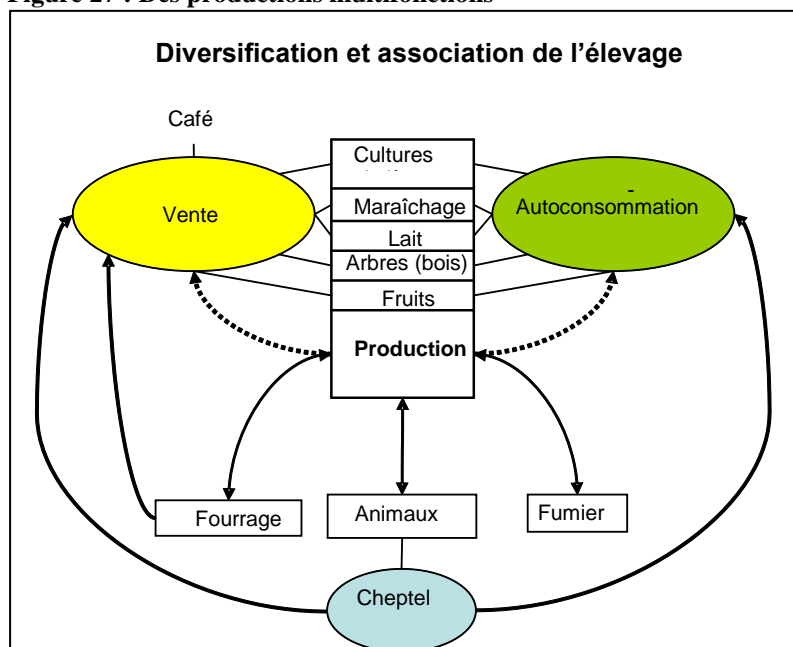 Figure 27 : Des productions multifonctions
Diversification et association de l'élevage
Café
Vente
Cultures
Maraîchage
Lait
Arbres (bois)
Fruits
Production
-
Autoconsommation
Fourrage
Animaux
Fumier
Cheptel